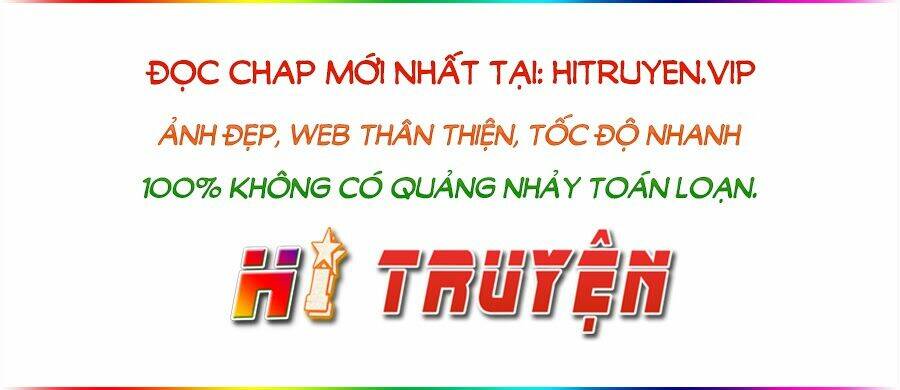 ĐỌC CHAP MỚI NHẤT TẠI: HITRUYEN.VIP
ẢNH ĐẸP, WEB THÂN THIỆN, TỐC ĐỘ NHANH
100% KHÔNG CÓ QUẢNG NHẢY TOÁN LOẠN.
Hi TRUYỆN